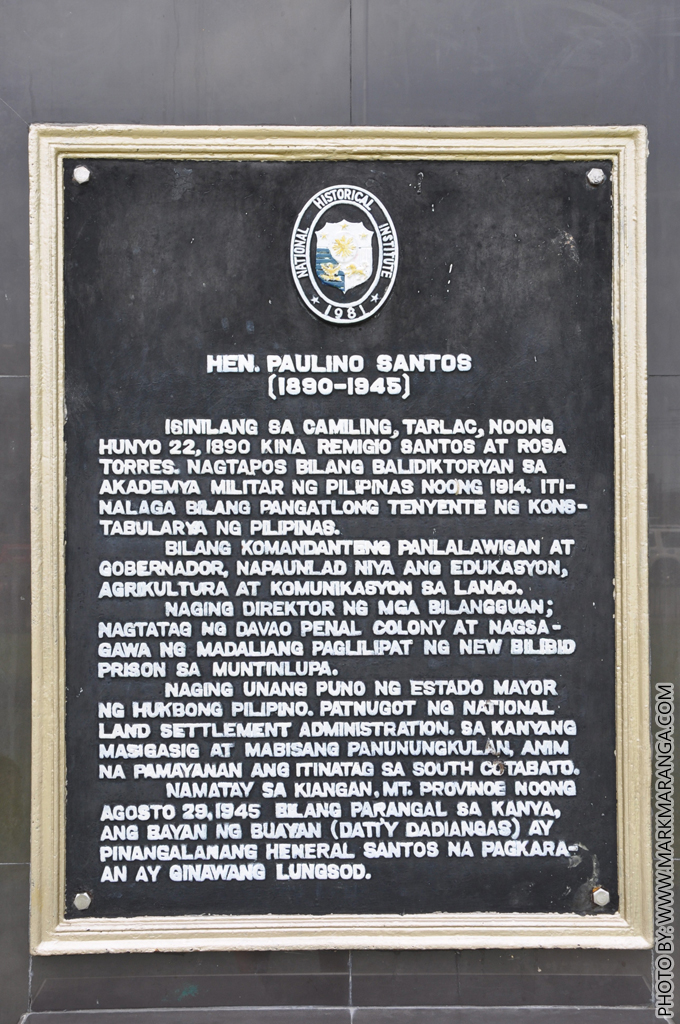 NATIONAL HISTORICAL INSTITUTE
1981
HEN. PAULINO SANTOS
(1890-1945)
ISINILANG SA CAMILING, TARLAC, NOONG
HUNYO 22, 1890 KINA REMIGIO SANTOS AT ROSA
TORRES. NAGTAPOS BILANG BALIDIKTORYAN SA
AKADEMYA MILITAR NG PILIPINAS NOONG 1914. ITI-
NALAGA BILANG PANGATLONG TENYENTE NG KONS-
TABULARYA NG PILIPINAS.
BILANG KOMANDANTENG PANLALAWIGAN AT
GOBERNADOR, NAPAUNLAD NIYA ANG EDUKASYON,
AGRIKULTURA AT KOMUNIKASYON SA LANAO.
NAGING DIREKTOR NG MGA BILANGGUAN;
NAGTATAG NG DAVAO PENAL COLONY AT NAGSA-
GAWA NG MADALIANG PAGLILIPAT NG NEW BILIBID
PRISON SA MUNTINLUPA.
NAGING UNANG PUNO NG ESTADO MAYOR
NG HUKBONG PILIPINO. PATNUGOT NG NATIONAL
LAND SETTLEMENT ADMINISTRATION. SA KANYANG
MASIGASIG AT MABISANG PANUNUNGKULAN, ANIM
NA PAMAYANAN ANG ITINATAG SA SOUTH COTABATO.
NAMATAY SA KIANGAN, MT. PROVINCE NOONG
AGOSTO 29, 1945 BILANG PARANGAL SA KANYA,
ANG BAYAN NG BUAYAN (DATI'Y DADIANGAS) AY
PINANGALANANG HENERAL SANTOS NA PAGKARA-
AN AY GINAWANG LUNGSOD.
PHOTO BY: WWW.MARKMARANGA.COM